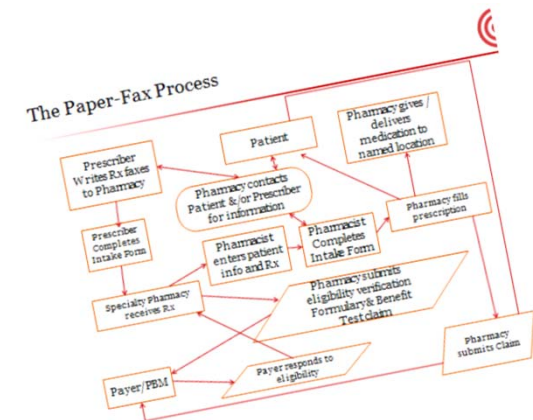 The Paper-Fax Process
Patient
Pharmacy gives /
delivers
medication to
named location
Prescriber
Writes Rx faxes
to Pharmacy
Pharmacy contacts
Patient & /or Prescriber
for information
Pharmacy fills
prescription
Prescriber
Completes
Intake Form
Pharmacist
enters patient
info and Rx
Pharmacist
Completes
Intake Form
Specialty Pharmacy
receives Rx
Pharmacy submits
eligibility verification
Formulary & Benefit
Test claim
Pharmacy
submits Claim
Payer/PBM
Payer responds to
eligibility